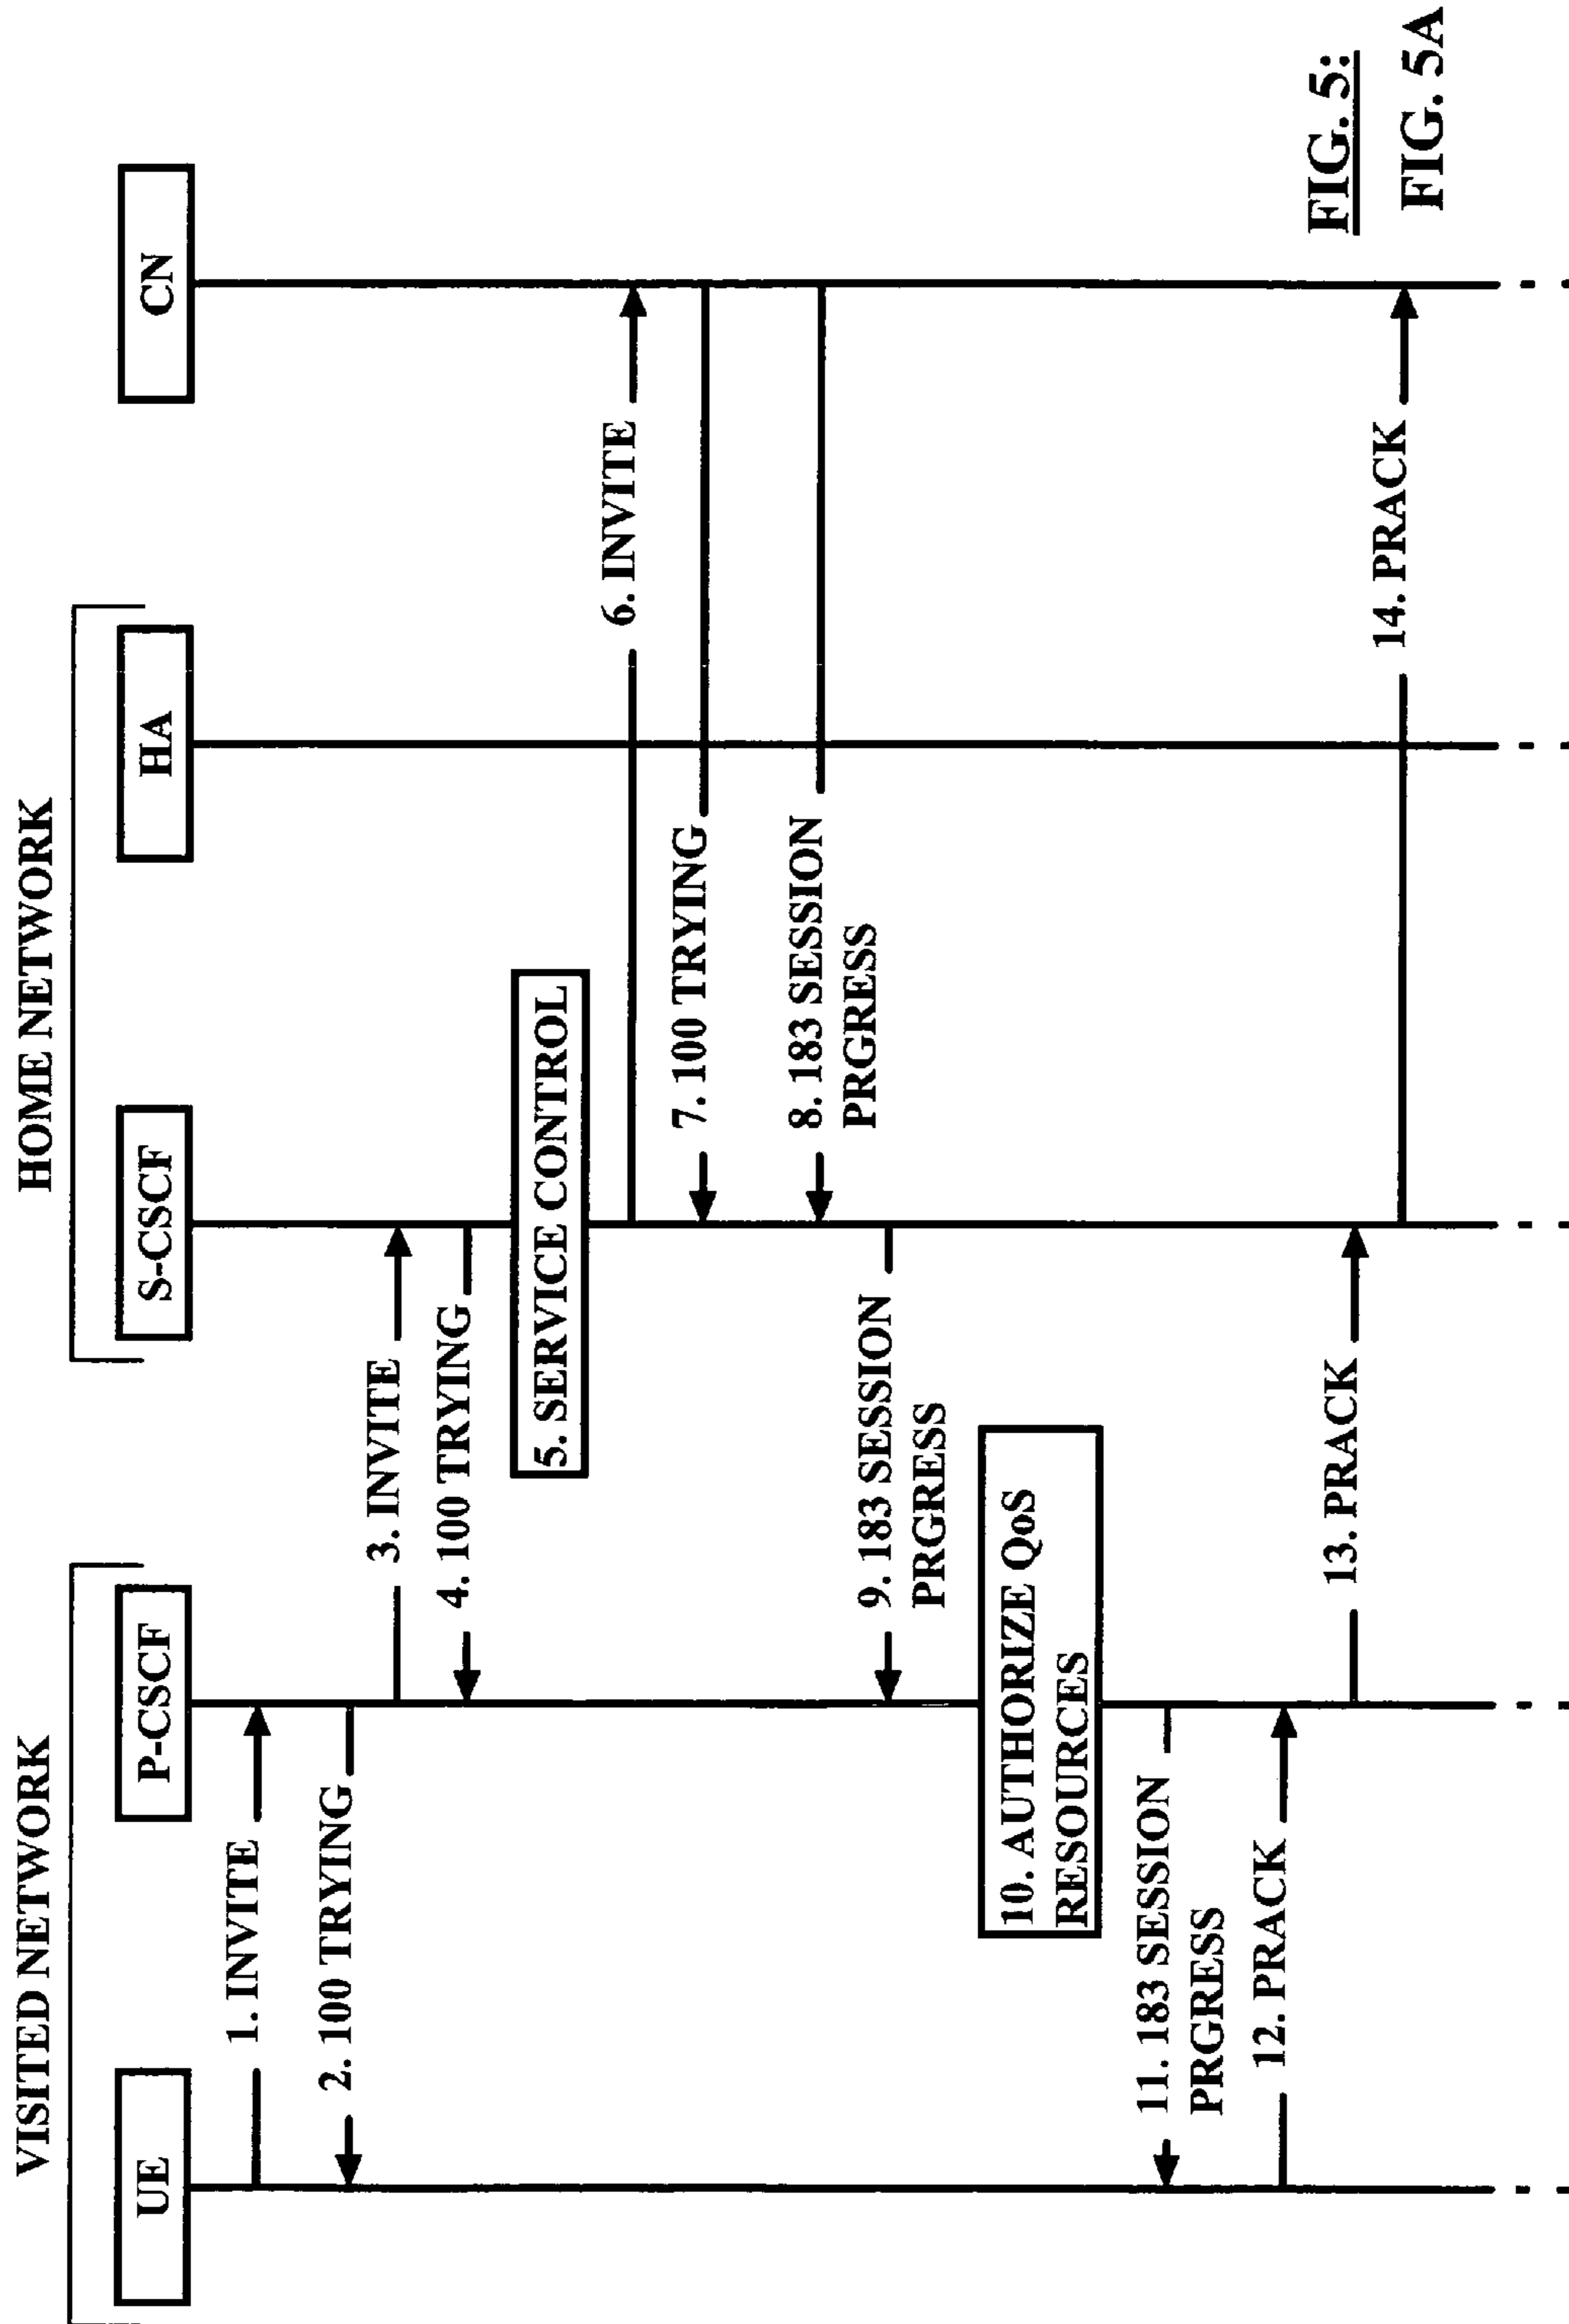 VISITED NETWORK
HOME NETWORK
UE
P-CSCF
S-CSCF
HA
CN
1. INVITE
2. 100 TRYING
3. INVITE
4. 100 TRYING
5. SERVICE CONTROL
6. INVITE
7. 100 TRYING
8. 183 SESSION
PRGRESS
9. 183 SESSION
PRGRESS
10. AUTHORIZE QoS
RESOURCES
11. 183 SESSION
PRGRESS
12. PRACK
13. PRACK
14. PRACK
FIG. 5:
FIG. 5A